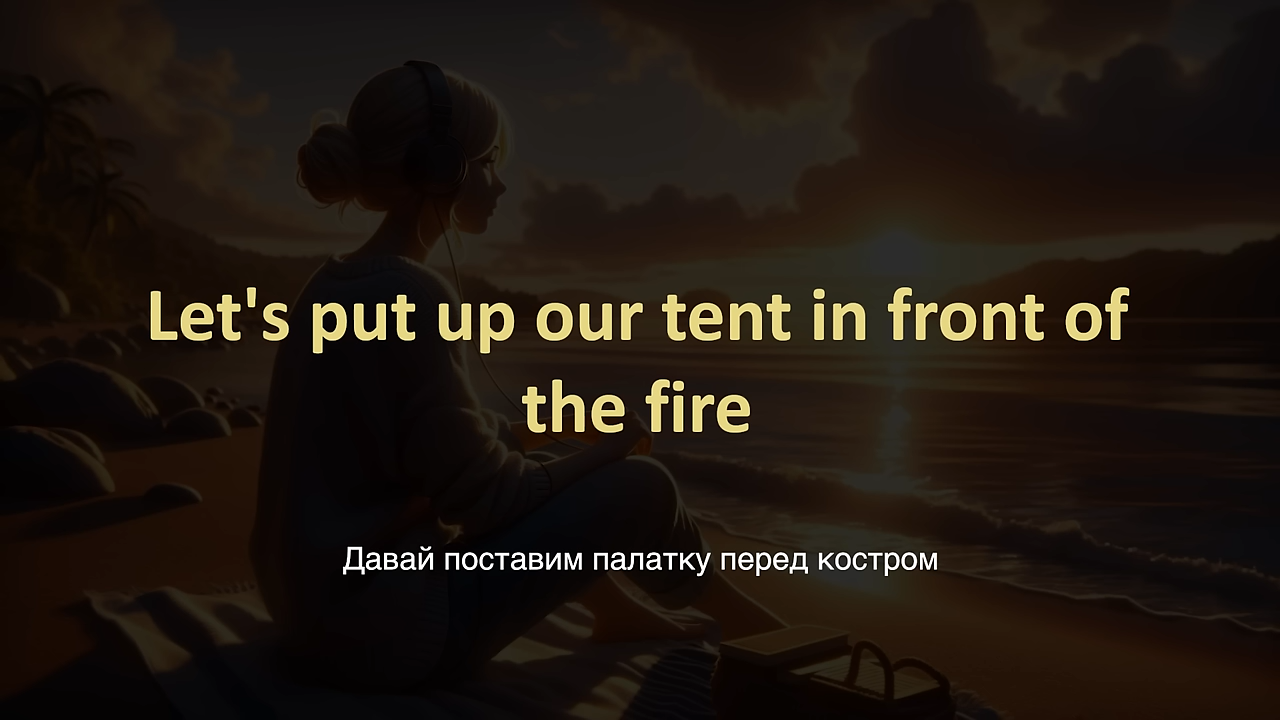 Let's put up our tent in front of
the fire
Давай поставим палатку перед костром